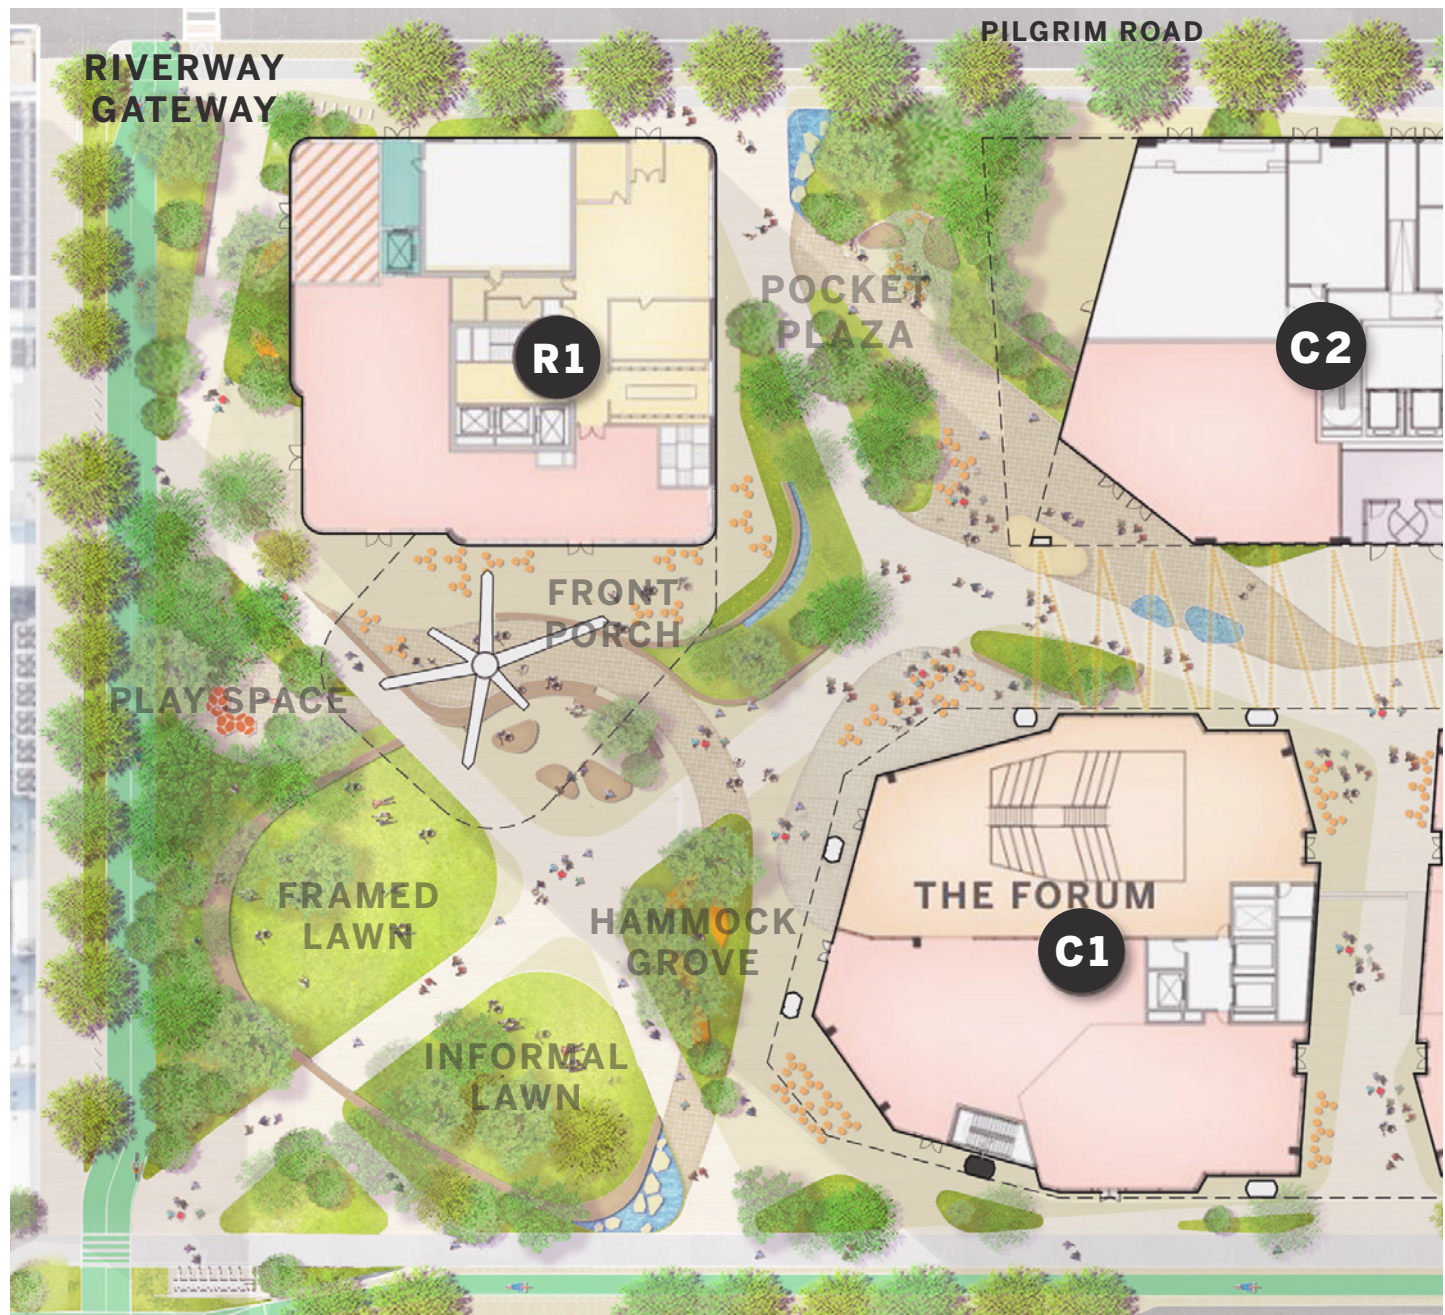 PILGRIM ROAD
RIVERWAY
GATEWAY
POCKET
PLAZA
R1
C2
FRONT
PORCH
PLAY SPACE
FRAMED
LAWN
THE FORUM
HAMMOCK
GROVE
C1
INFORMAL
LAWN